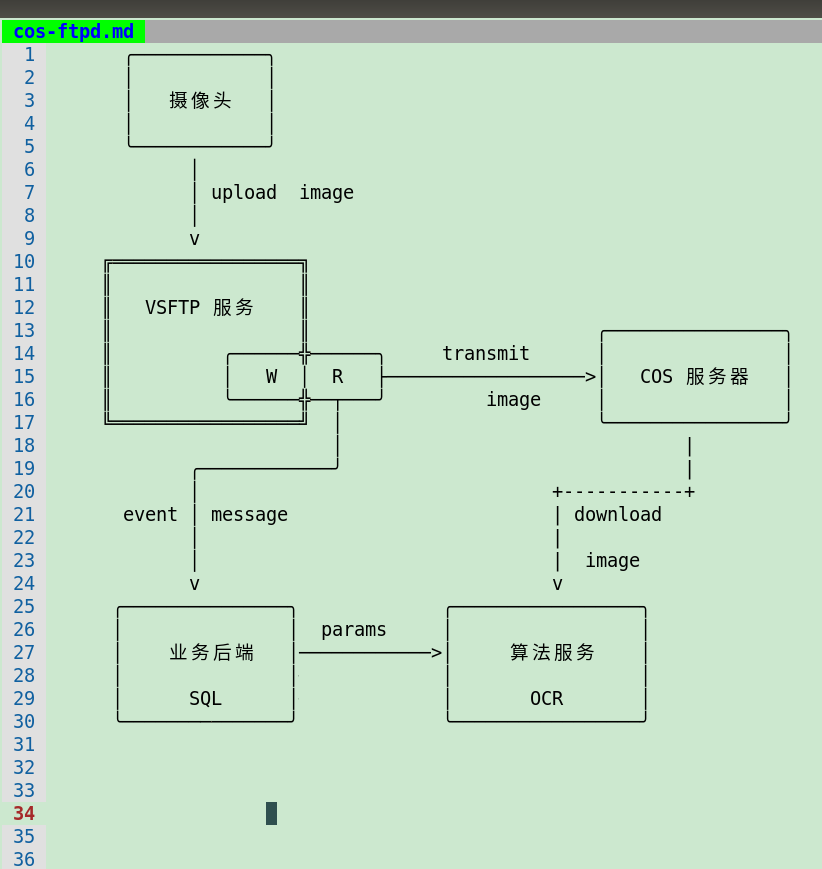 cos-ftpd.md
1
2
3 摄像头
4
5
6
7 upload  image
8
9 v
10
11
12 VSFTP 服务
13
14 transmit
15 W | R > COS 服务器
16 image
17
18 |
19 |
20 +-----------+
21 event message | download
22 |
23 | image
24 v v
25
26 params
27 业务后端 > 算法服务
28
29 SQL OCR
30
31
32
33
34
35
36